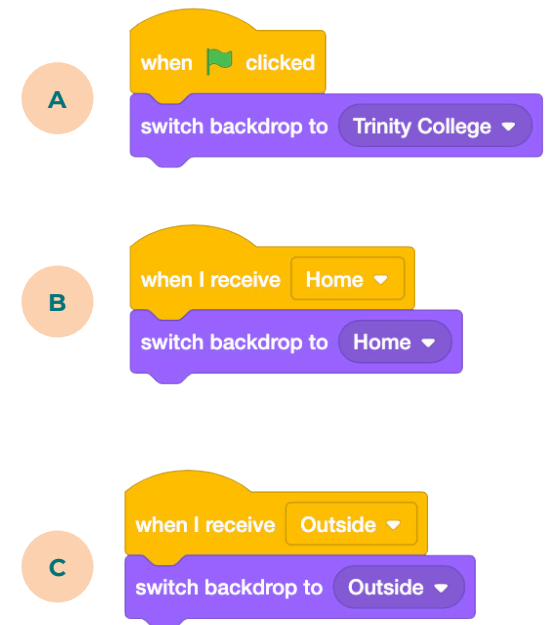 when clicked
A
switch backdrop to Trinity College
when I receive Home
B
switch backdrop to Home
when I receive Outside
C
switch backdrop to Outside